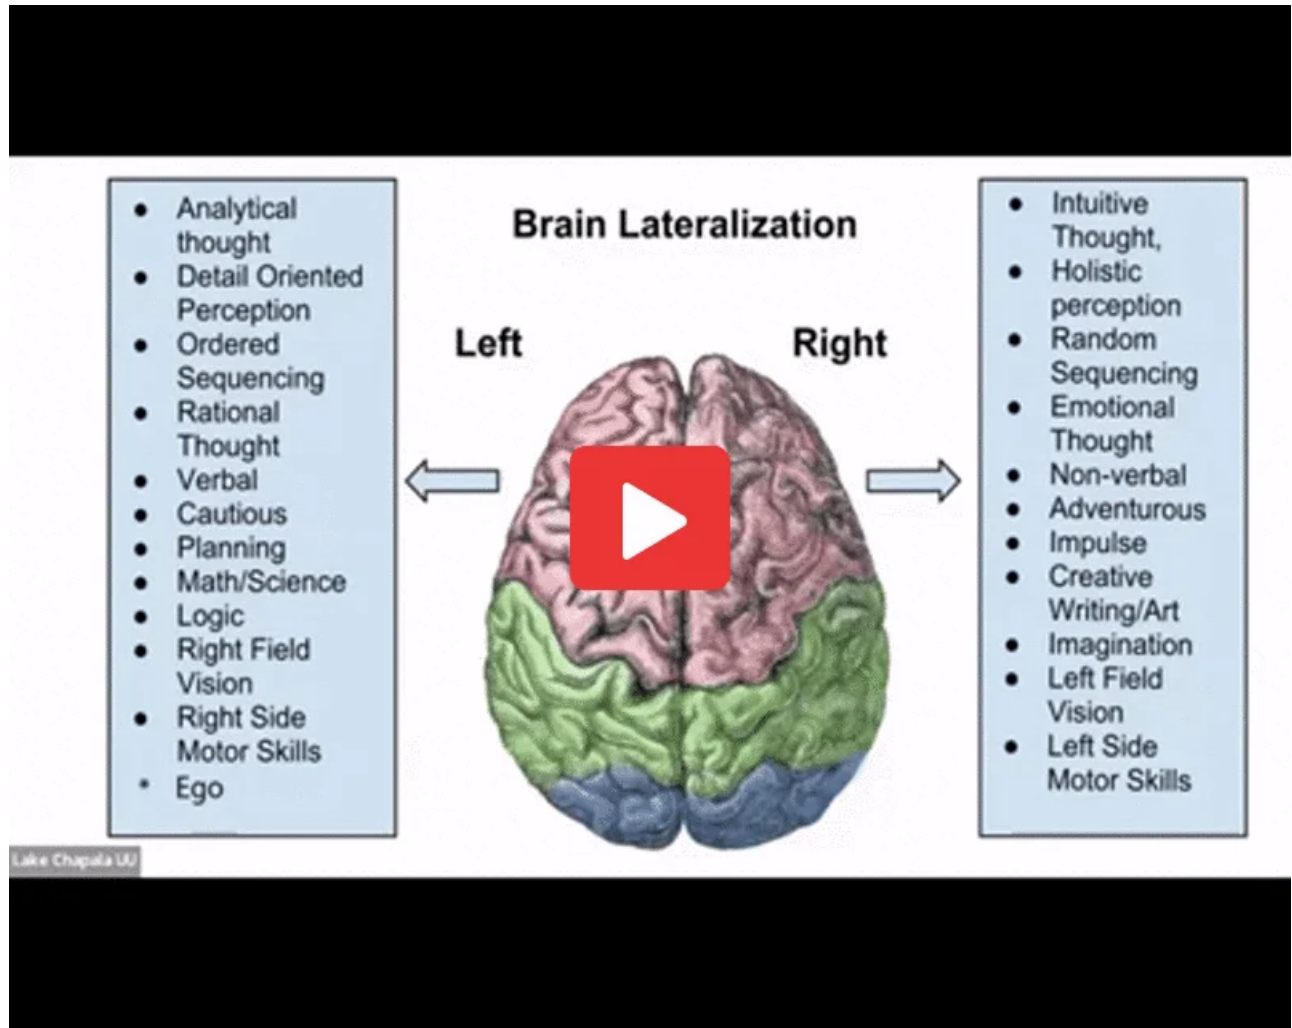 Brain Lateralization
Left
Right
● Analytical
thought
● Detail Oriented
Perception
● Ordered
Sequencing
● Rational
Thought
● Verbal
● Cautious
● Planning
● Math/Science
● Logic
● Right Field
Vision
● Right Side
Motor Skills
* Ego
● Intuitive
Thought,
● Holistic
perception
● Random
Sequencing
● Emotional
Thought
● Non-verbal
● Adventurous
● Impulse
● Creative
Writing/Art
● Imagination
● Left Field
Vision
● Left Side
Motor Skills
Lake Chapala UU